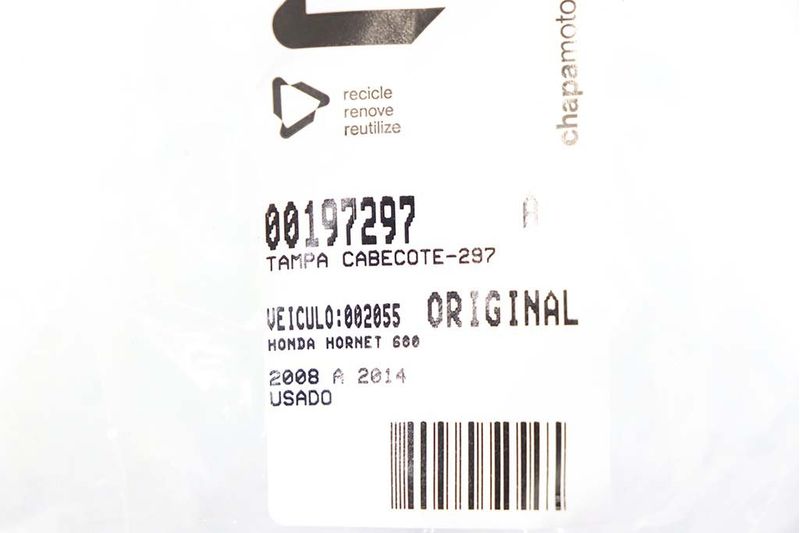 chapamoto
recicle
renove
reutilize
00197297 A
TAMPA CABECOTE-297
VEICULO:002055 ORIGINAL
HONDA HORNET 600
2008 A 2014
USADO